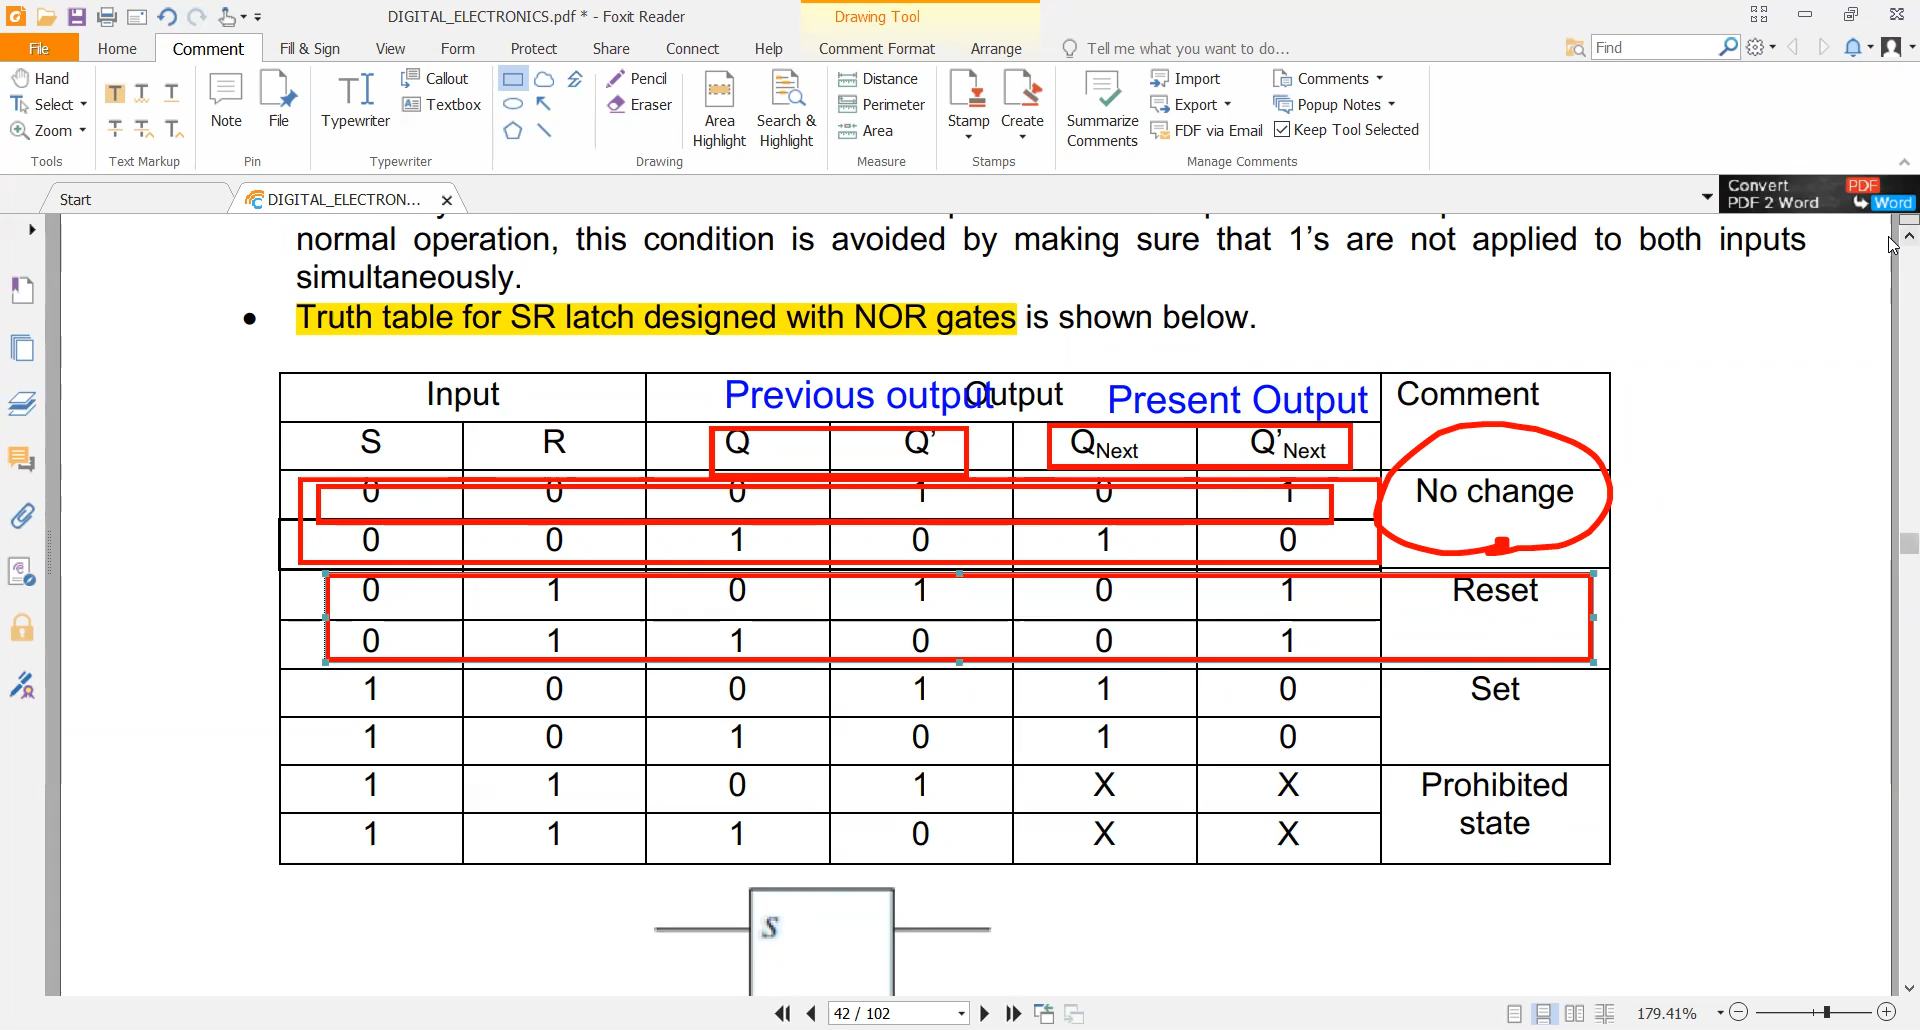 DIGITAL_ELECTRONICS.pdf * - Foxit Reader
Drawing Tool
File Home Comment Fill & Sign View Form Protect Share Connect Help Comment Format Arrange Tell me what you want to do... Find
Hand
Select
Zoom
Tools
Text Markup
Note
File
Pin
Typewriter
Callout
Textbox
Typewriter
Pencil
Eraser
Area Highlight
Search & Highlight
Drawing
Distance
Perimeter
Area
Measure
Stamp
Create
Stamps
Summarize Comments
Import
Export
FDF via Email
Comments
Popup Notes
Keep Tool Selected
Manage Comments
Start
DIGITAL_ELECTRON...
Convert PDF
PDF 2 Word Word
normal operation, this condition is avoided by making sure that 1’s are not applied to both inputs
simultaneously.
• Truth table for SR latch designed with NOR gates is shown below.
Input Previous output Output Present Output Comment
S R Q Q’ QNext Q’Next
0 0 0 1 0 1 No change
0 0 1 0 1 0
0 1 0 1 0 1 Reset
0 1 1 0 0 1
1 0 0 1 1 0 Set
1 0 1 0 1 0
1 1 0 1 X X Prohibited
state
1 1 1 0 X X
S
42 / 102
179.41%